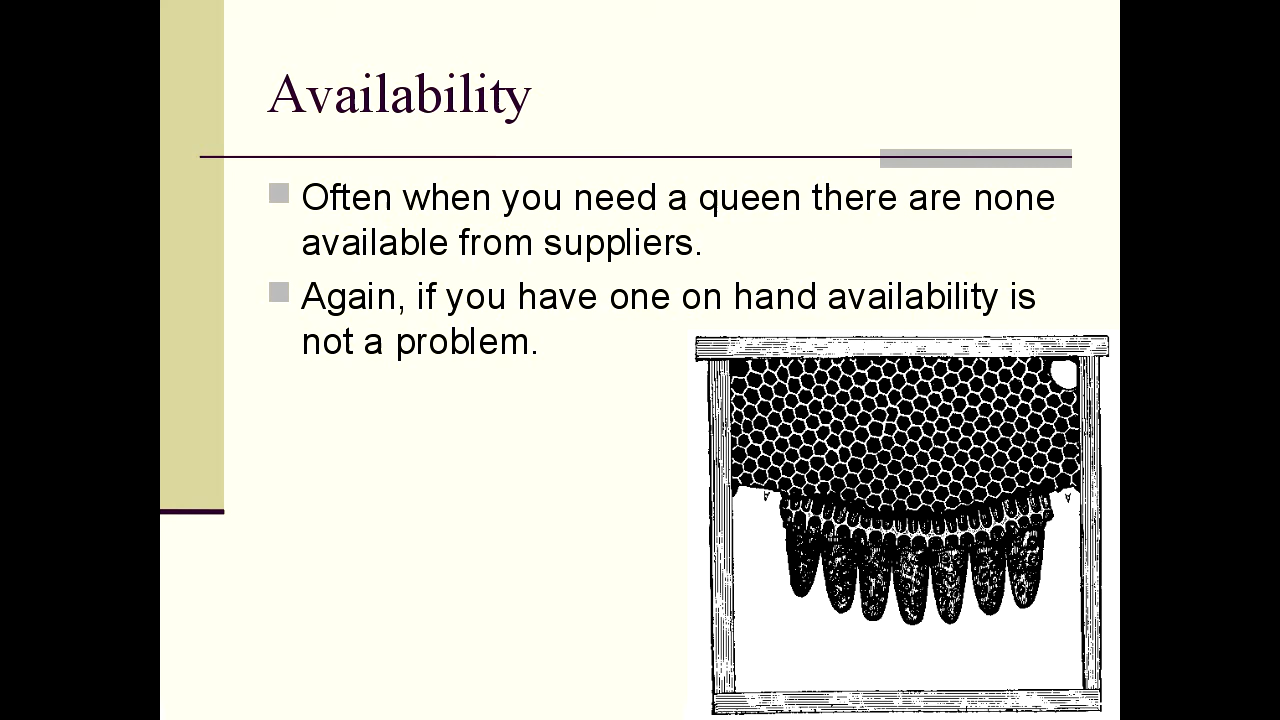 Availability
Often when you need a queen there are none
available from suppliers.
Again, if you have one on hand availability is
not a problem.